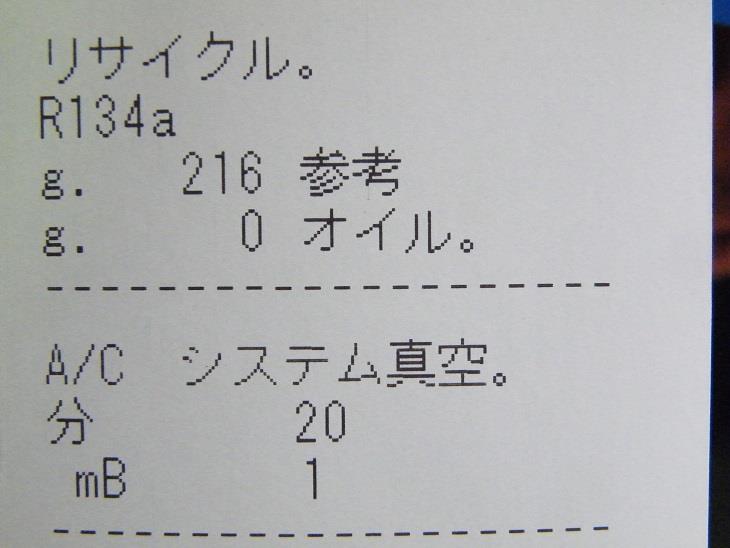 リサイクル。
R134a
g. 216 参考
g. 0 オイル。
--------------------
A/C システム真空。
分 20
mB 1
--------------------